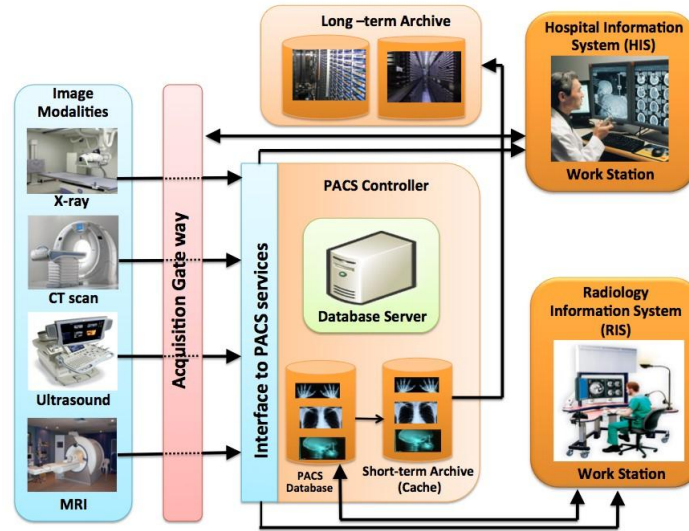 Long –term Archive
Hospital Information
System (HIS)
Work Station
Image
Modalities
X-ray
CT scan
Ultrasound
MRI
Acquisition Gate way
Interface to PACS services
PACS Controller
Database Server
PACS
Database
Short-term Archive
(Cache)
Radiology
Information System
(RIS)
Work Station